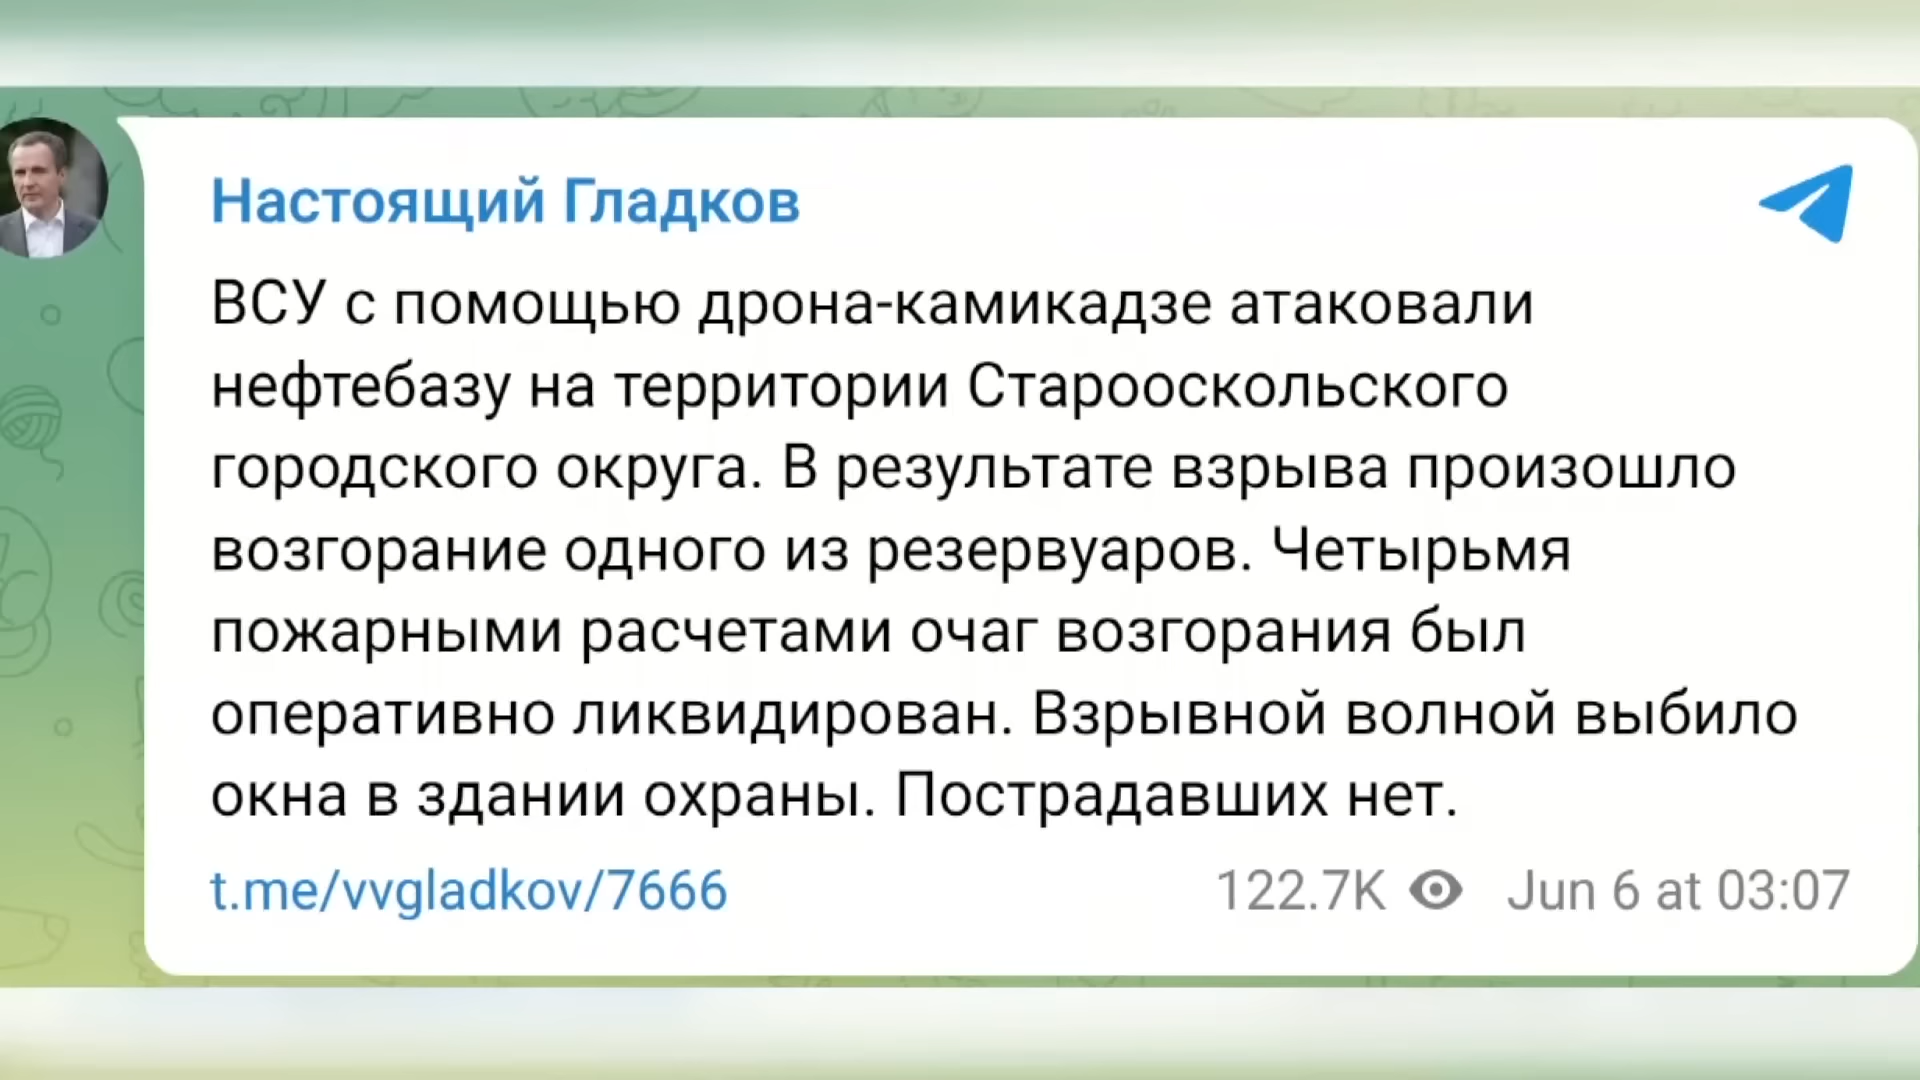 Настоящий Гладков
ВСУ с помощью дрона-камикадзе атаковали
нефтебазу на территории Старооскольского
городского округа. В результате взрыва произошло
возгорание одного из резервуаров. Четырьмя
пожарными расчетами очаг возгорания был
оперативно ликвидирован. Взрывной волной выбило
окна в здании охраны. Пострадавших нет.
t.me/vvgladkov/7666 122.7K Jun 6 at 03:07